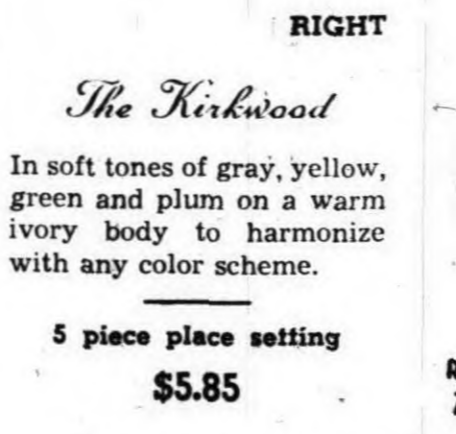 RIGHT
The Kirkwood
In soft tones of gray, yellow,
green and plum on a warm
ivory body to harmonize
with any color scheme.
5 piece place setting
$5.85